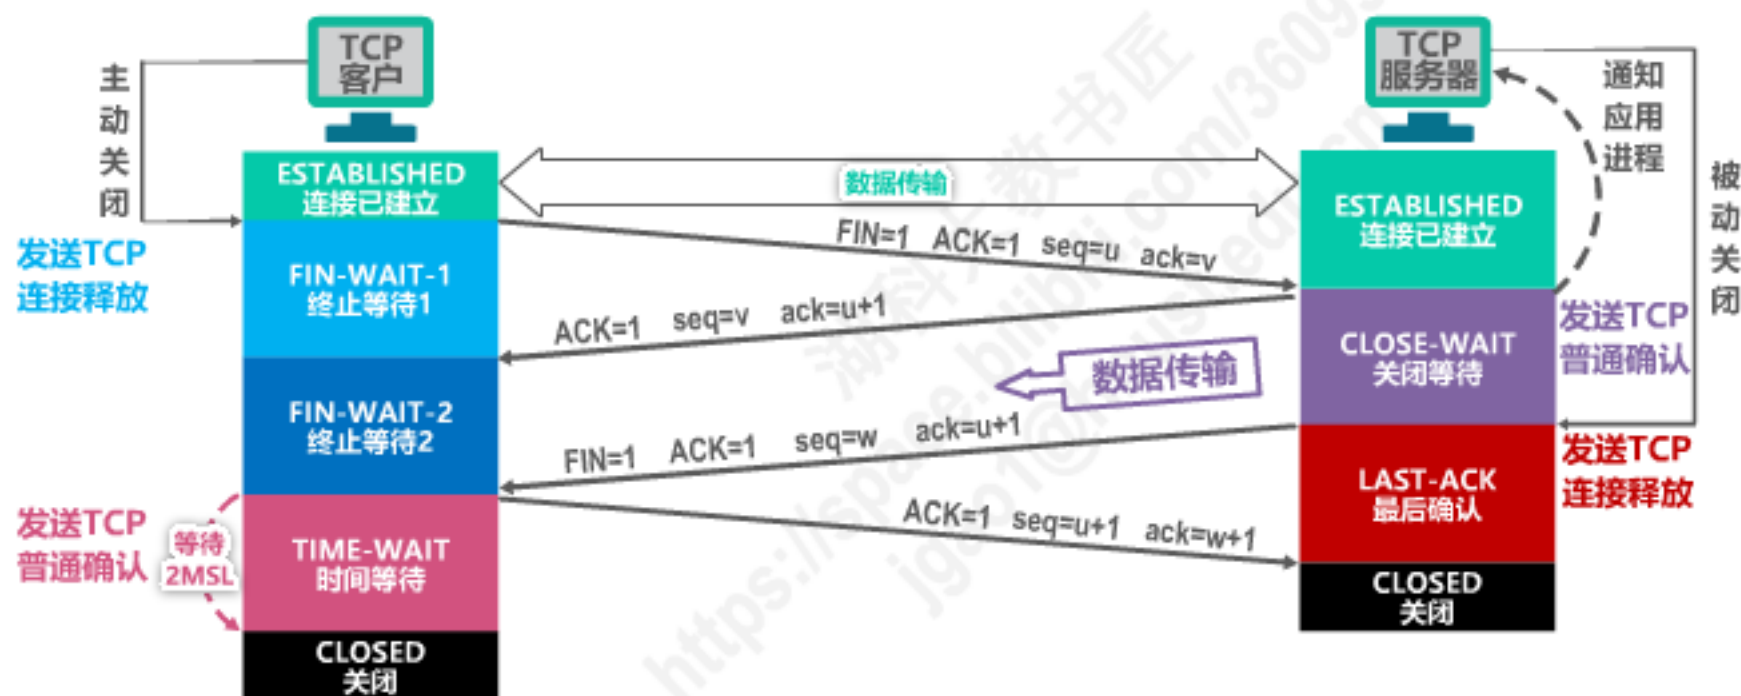 TCP
客户
TCP
服务器
主动关闭
通知
应用
进程
被动关闭
ESTABLISHED
连接已建立
数据传输
ESTABLISHED
连接已建立
FIN=1 ACK=1 seq=u ack=v
发送TCP
连接释放
FIN-WAIT-1
终止等待1
ACK=1 seq=v ack=u+1
CLOSE-WAIT
关闭等待
发送TCP
普通确认
数据传输
FIN-WAIT-2
终止等待2
FIN=1 ACK=1 seq=w ack=u+1
LAST-ACK
最后确认
发送TCP
连接释放
发送TCP
普通确认
等待
2MSL
TIME-WAIT
时间等待
ACK=1 seq=u+1 ack=w+1
CLOSED
关闭
CLOSED
关闭